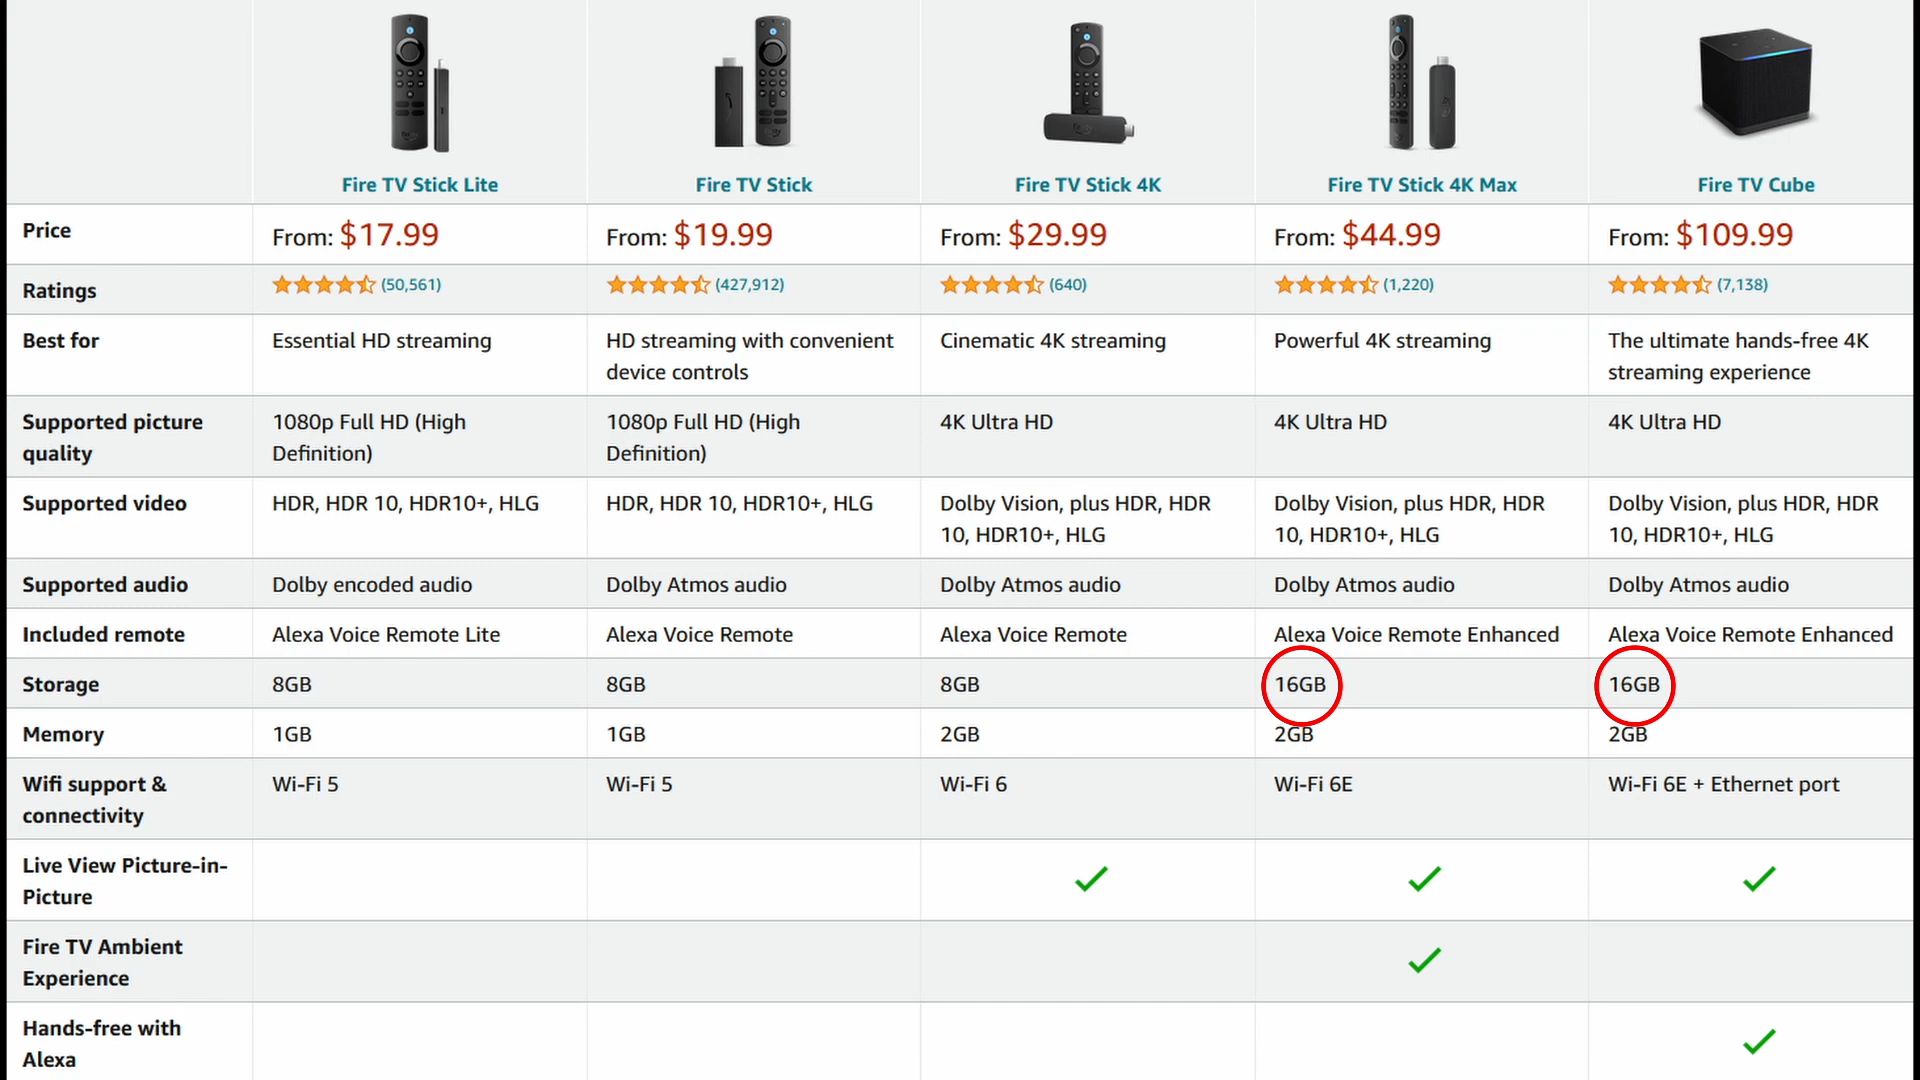 Fire TV Stick Lite
Fire TV Stick
Fire TV Stick 4K
Fire TV Stick 4K Max
Fire TV Cube
Price
From: $17.99
From: $19.99
From: $29.99
From: $44.99
From: $109.99
Ratings
(50,561)
(427,912)
(640)
(1,220)
(7,138)
Best for
Essential HD streaming
HD streaming with convenient
device controls
Cinematic 4K streaming
Powerful 4K streaming
The ultimate hands-free 4K
streaming experience
Supported picture
quality
1080p Full HD (High
Definition)
1080p Full HD (High
Definition)
4K Ultra HD
4K Ultra HD
4K Ultra HD
Supported video
HDR, HDR 10, HDR10+, HLG
HDR, HDR 10, HDR10+, HLG
Dolby Vision, plus HDR, HDR
10, HDR10+, HLG
Dolby Vision, plus HDR, HDR
10, HDR10+, HLG
Dolby Vision, plus HDR, HDR
10, HDR10+, HLG
Supported audio
Dolby encoded audio
Dolby Atmos audio
Dolby Atmos audio
Dolby Atmos audio
Dolby Atmos audio
Included remote
Alexa Voice Remote Lite
Alexa Voice Remote
Alexa Voice Remote
Alexa Voice Remote Enhanced
Alexa Voice Remote Enhanced
Storage
8GB
8GB
8GB
16GB
16GB
Memory
1GB
1GB
2GB
2GB
2GB
Wifi support &
connectivity
Wi-Fi 5
Wi-Fi 5
Wi-Fi 6
Wi-Fi 6E
Wi-Fi 6E + Ethernet port
Live View Picture-in-
Picture
Fire TV Ambient
Experience
Hands-free with
Alexa